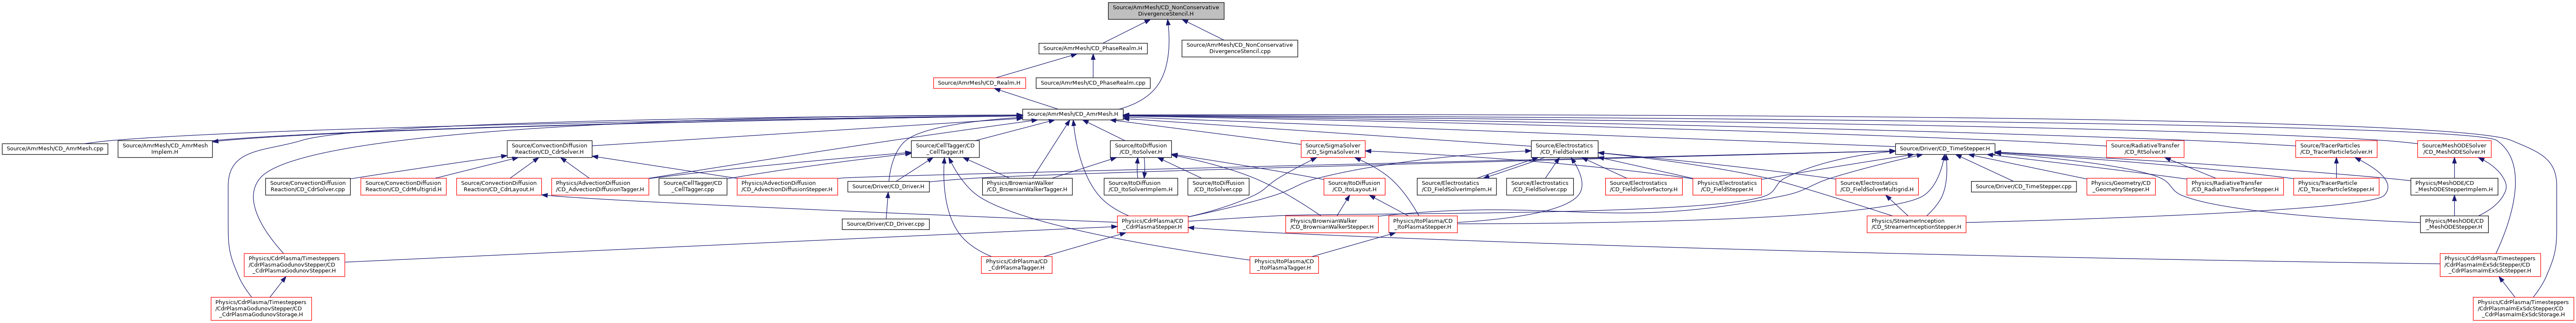 Source/AmrMesh/CD_NonConservative
DivergenceStencil.H
Source/AmrMesh/CD_PhaseRealm.H
Source/AmrMesh/CD_NonConservative
DivergenceStencil.cpp
Source/AmrMesh/CD_Realm.H
Source/AmrMesh/CD_PhaseRealm.cpp
Source/AmrMesh/CD_AmrMesh.H
Source/AmrMesh/CD_AmrMesh.cpp
Source/AmrMesh/CD_AmrMesh
Implem.H
Source/ConvectionDiffusion
Reaction/CD_CdrSolver.H
Source/CellTagger/CD
_CellTagger.H
Source/ItoDiffusion
/CD_ItoSolver.H
Source/SigmaSolver
/CD_SigmaSolver.H
Source/Electrostatics
/CD_FieldSolver.H
Source/Driver/CD_TimeStepper.H
Source/RadiativeTransfer
/CD_RtSolver.H
Source/TracerParticles
/CD_TracerParticleSolver.H
Source/MeshODESolver
/CD_MeshODESolver.H
Source/ConvectionDiffusion
Reaction/CD_CdrSolver.cpp
Source/ConvectionDiffusion
Reaction/CD_CdrMultigrid.H
Source/ConvectionDiffusion
Reaction/CD_CdrLayout.H
Physics/AdvectionDiffusion
/CD_AdvectionDiffusionTagger.H
Source/CellTagger/CD
_CellTagger.cpp
Physics/AdvectionDiffusion
/CD_AdvectionDiffusionStepper.H
Source/Driver/CD_Driver.H
Physics/BrownianWalker
/CD_BrownianWalkerTagger.H
Source/ItoDiffusion
/CD_ItoSolverImplem.H
Source/ItoDiffusion
/CD_ItoSolver.cpp
Source/ItoDiffusion
/CD_ItoLayout.H
Source/Electrostatics
/CD_FieldSolverImplem.H
Source/Electrostatics
/CD_FieldSolver.cpp
Source/Electrostatics
/CD_FieldSolverFactory.H
Physics/Electrostatics
/CD_FieldStepper.H
Source/Electrostatics
/CD_FieldSolverMultigrid.H
Source/Driver/CD_TimeStepper.cpp
Physics/Geometry/CD
_GeometryStepper.H
Physics/RadiativeTransfer
/CD_RadiativeTransferStepper.H
Physics/TracerParticle
/CD_TracerParticleStepper.H
Physics/MeshODE/CD
_MeshODEStepperImplem.H
Source/Driver/CD_Driver.cpp
Physics/CdrPlasma/CD
_CdrPlasmaStepper.H
Physics/BrownianWalker
/CD_BrownianWalkerStepper.H
Physics/ItoPlasma/CD
_ItoPlasmaStepper.H
Physics/StreamerInception
/CD_StreamerInceptionStepper.H
Physics/MeshODE/CD
_MeshODEStepper.H
Physics/CdrPlasma/Timesteppers
/CdrPlasmaGodunovStepper/CD
_CdrPlasmaGodunovStepper.H
Physics/CdrPlasma/CD
_CdrPlasmaTagger.H
Physics/ItoPlasma/CD
_ItoPlasmaTagger.H
Physics/CdrPlasma/Timesteppers
/CdrPlasmaImExSdcStepper/CD
_CdrPlasmaImExSdcStepper.H
Physics/CdrPlasma/Timesteppers
/CdrPlasmaGodunovStepper/CD
_CdrPlasmaGodunovStorage.H
Physics/CdrPlasma/Timesteppers
/CdrPlasmaImExSdcStepper/CD
_CdrPlasmaImExSdcStorage.H